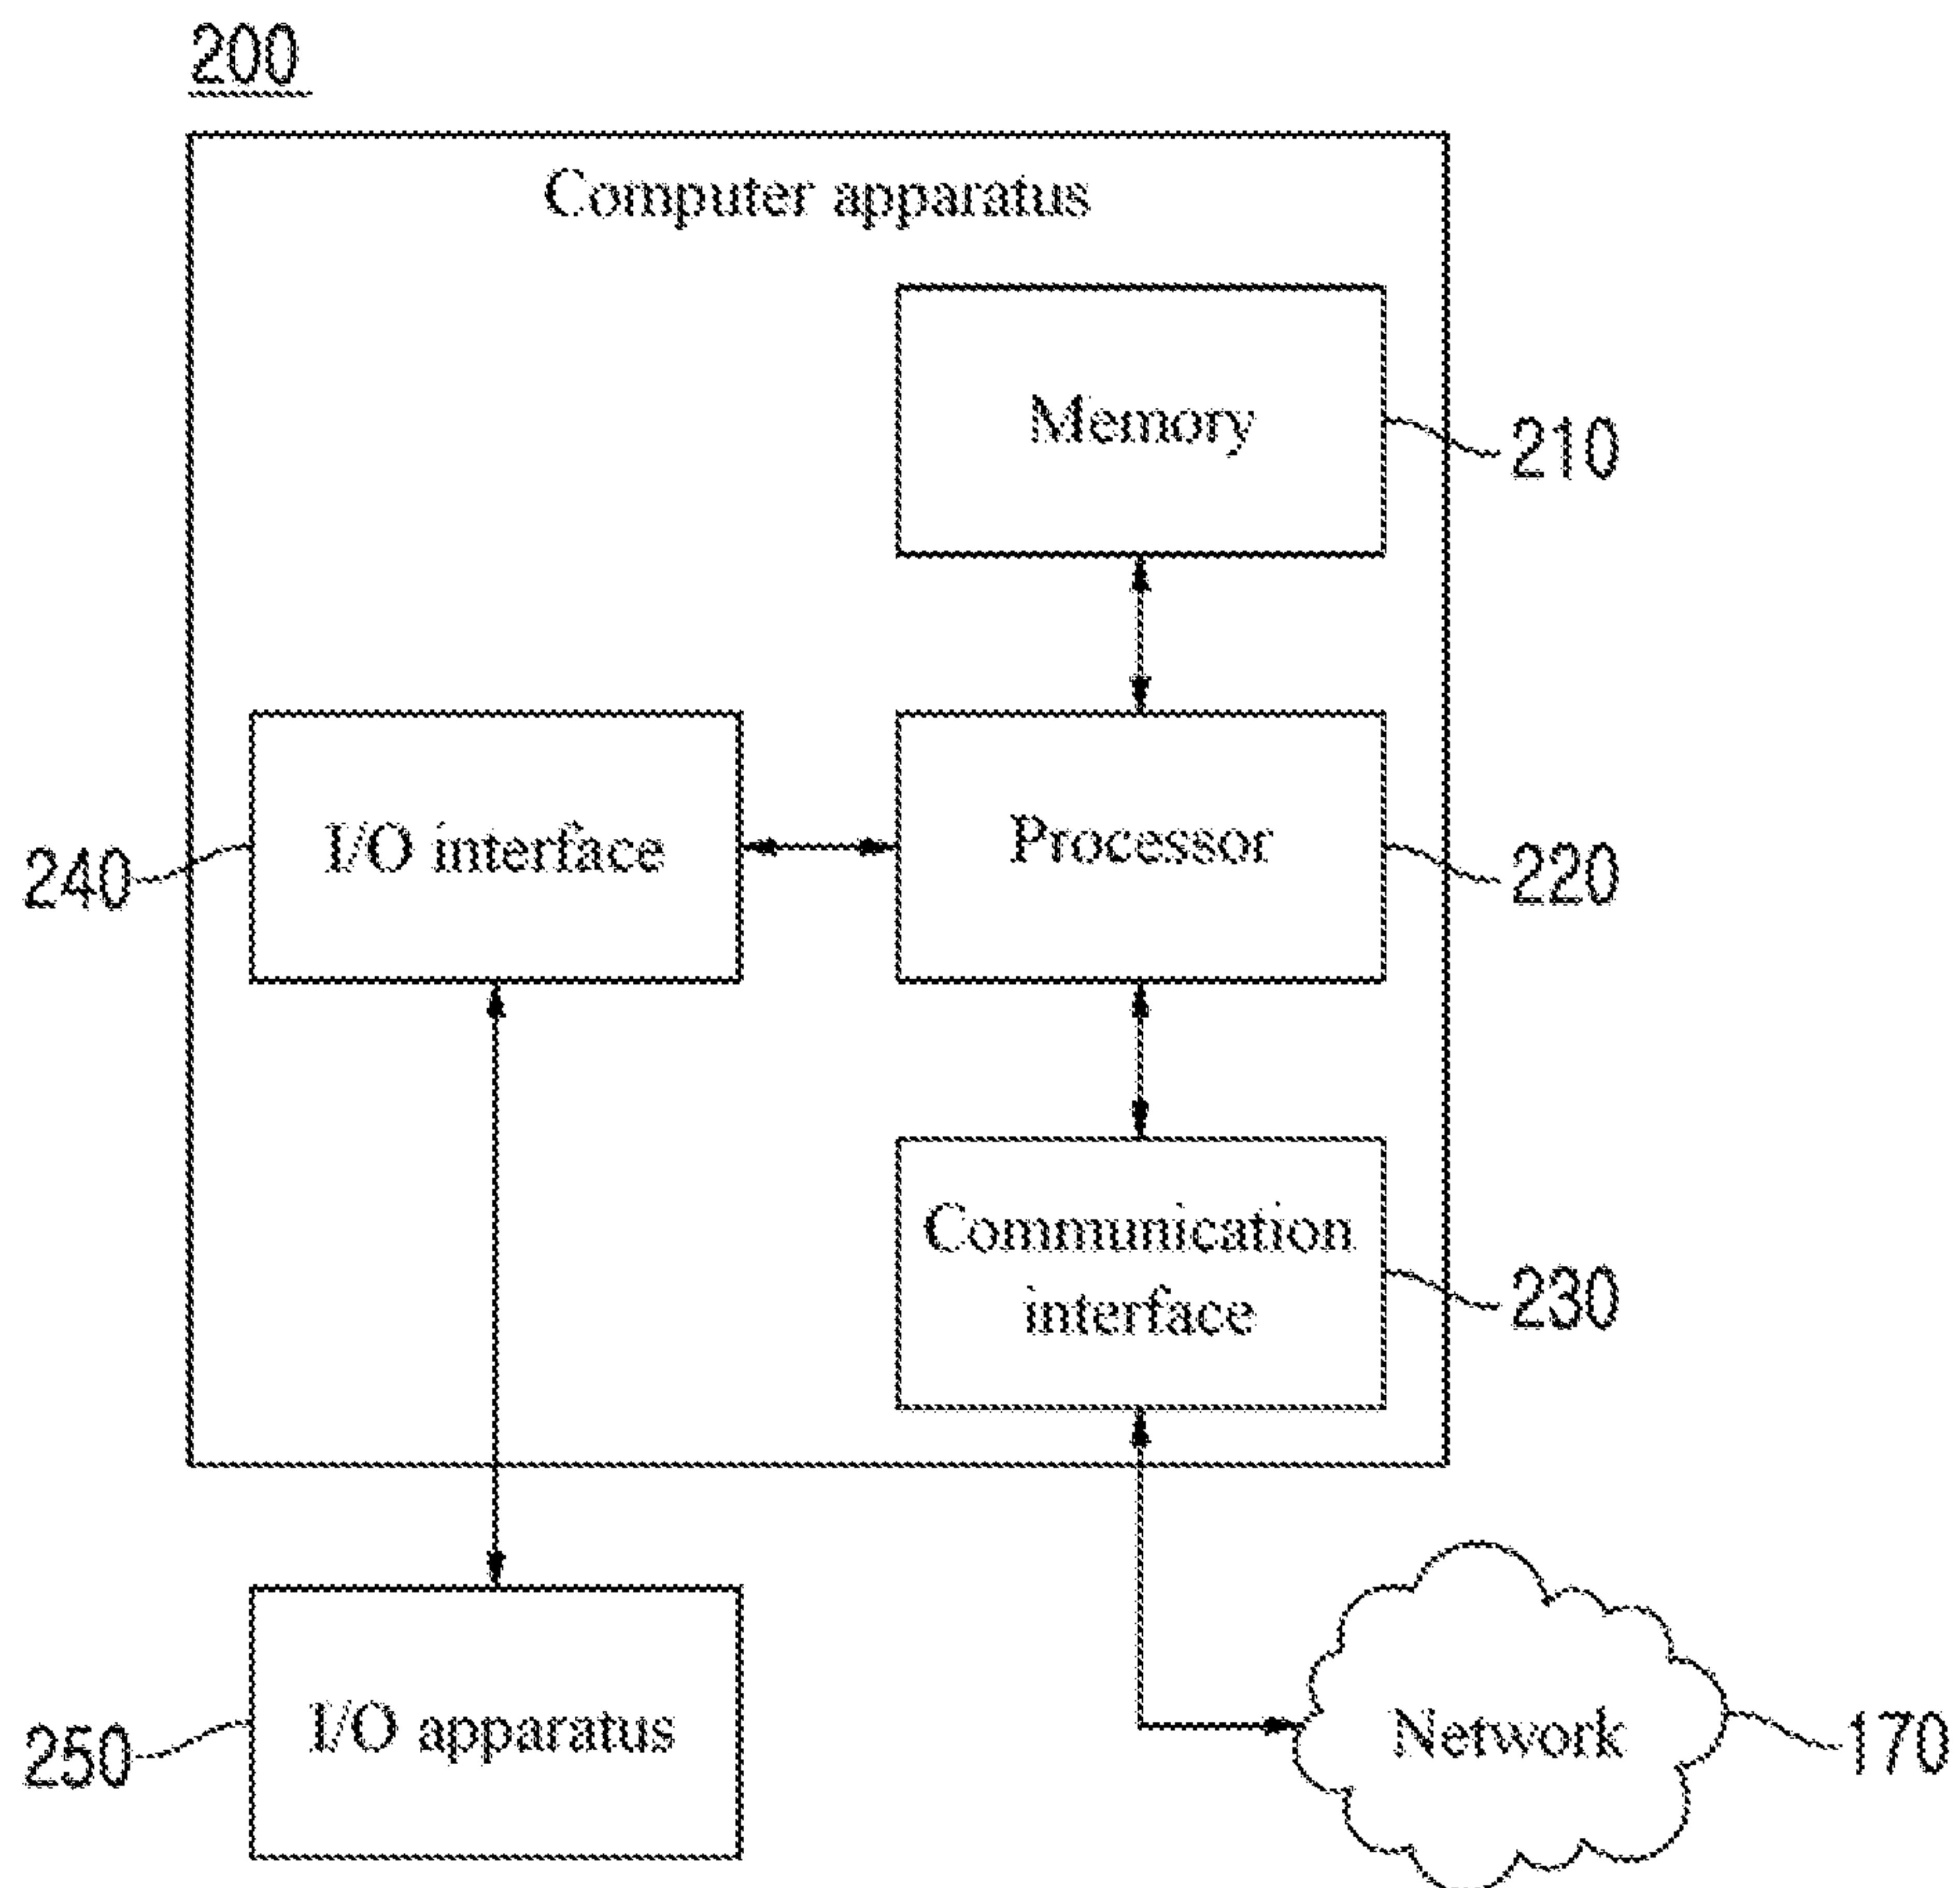 200
Computer apparatus
Memory
210
240
I/O interface
Processor
220
Communication
interface
230
250
I/O apparatus
Network
170